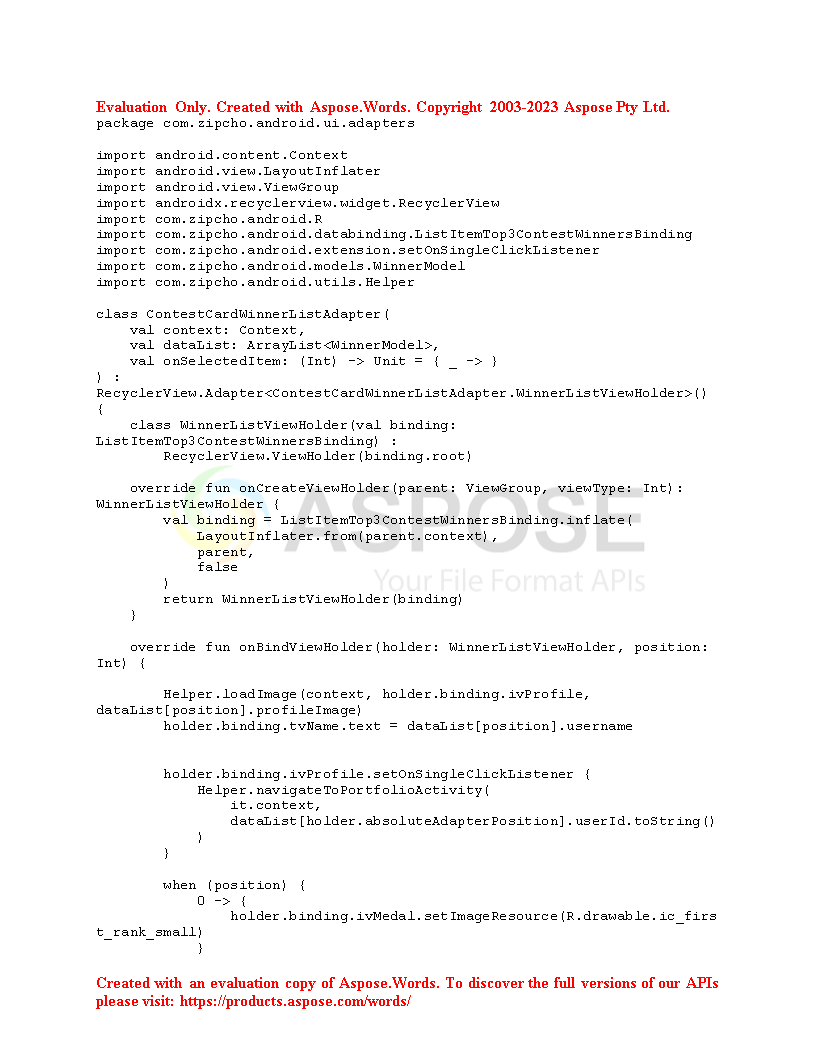 Evaluation Only. Created with Aspose.Words. Copyright 2003-2023 Aspose Pty Ltd.
package com.zipcho.android.ui.adapters

import android.content.Context
import android.view.LayoutInflater
import android.view.ViewGroup
import androidx.recyclerview.widget.RecyclerView
import com.zipcho.android.R
import com.zipcho.android.databinding.ListItemTop3ContestWinnersBinding
import com.zipcho.android.extension.setOnSingleClickListener
import com.zipcho.android.models.WinnerModel
import com.zipcho.android.utils.Helper

class ContestCardWinnerListAdapter(
    val context: Context,
    val dataList: ArrayList<WinnerModel>,
    val onSelectedItem: (Int) -> Unit = { _ -> }
) :
RecyclerView.Adapter<ContestCardWinnerListAdapter.WinnerListViewHolder>()
{
    class WinnerListViewHolder(val binding:
ListItemTop3ContestWinnersBinding) :
        RecyclerView.ViewHolder(binding.root)

    override fun onCreateViewHolder(parent: ViewGroup, viewType: Int):
WinnerListViewHolder {
        val binding = ListItemTop3ContestWinnersBinding.inflate(
            LayoutInflater.from(parent.context),
            parent,
            false
        )
        return WinnerListViewHolder(binding)
    }
ASPOSE
Your File Format APIs

    override fun onBindViewHolder(holder: WinnerListViewHolder, position:
Int) {

        Helper.loadImage(context, holder.binding.ivProfile,
dataList[position].profileImage)
        holder.binding.tvName.text = dataList[position].username


        holder.binding.ivProfile.setOnSingleClickListener {
            Helper.navigateToPortfolioActivity(
                it.context,
                dataList[holder.absoluteAdapterPosition].userId.toString()
            )
        }

        when (position) {
            0 -> {
                holder.binding.ivMedal.setImageResource(R.drawable.ic_firs
t_rank_small)
            }

Created with an evaluation copy of Aspose.Words. To discover the full versions of our APIs
please visit: https://products.aspose.com/words/